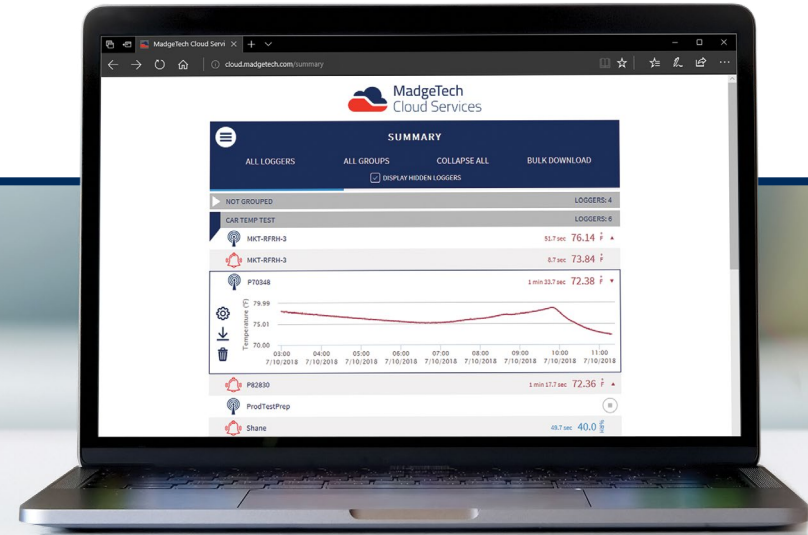 MadgeTech Cloud Servi
cloud.madgetech.com/summary
MadgeTech
Cloud Services
SUMMARY
ALL LOGGERS ALL GROUPS COLLAPSE ALL BULK DOWNLOAD
DISPLAY HIDDEN LOGGERS
NOT GROUPED LOGGERS: 4
CAR TEMP TEST LOGGERS: 6
MKT-RFRH-3 51.7 sec 76.14 °F
MKT-RFRH-3 8.7 sec 73.84 °F
P70348 1 min 33.7 sec 72.38 °F
Temperature (°F)
79.99
75.01
70.00
03:00 04:00 05:00 06:00 07:00 08:00 09:00 10:00 11:00
7/10/2018 7/10/2018 7/10/2018 7/10/2018 7/10/2018 7/10/2018 7/10/2018 7/10/2018 7/10/2018
P82830 1 min 17.7 sec 72.36 °F
ProdTestPrep
Shane 49.7 sec 40.0